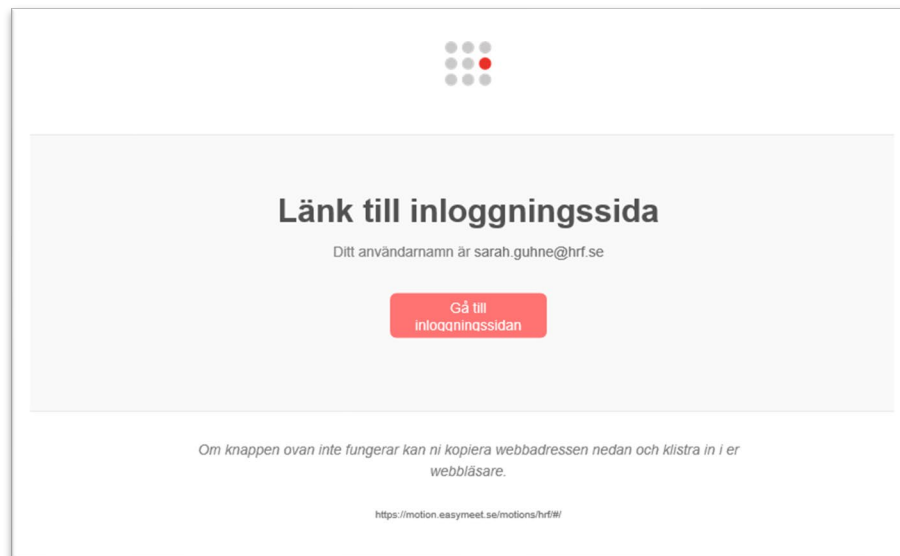 Länk till inloggningssida
Ditt användarnamn är sarah.guhne@hrf.se
Gå till
inloggningssidan
Om knappen ovan inte fungerar kan ni kopiera webbadressen nedan och klistra in i er
webbläsare.
https://motion.easymeet.se/motions/hrf/#/